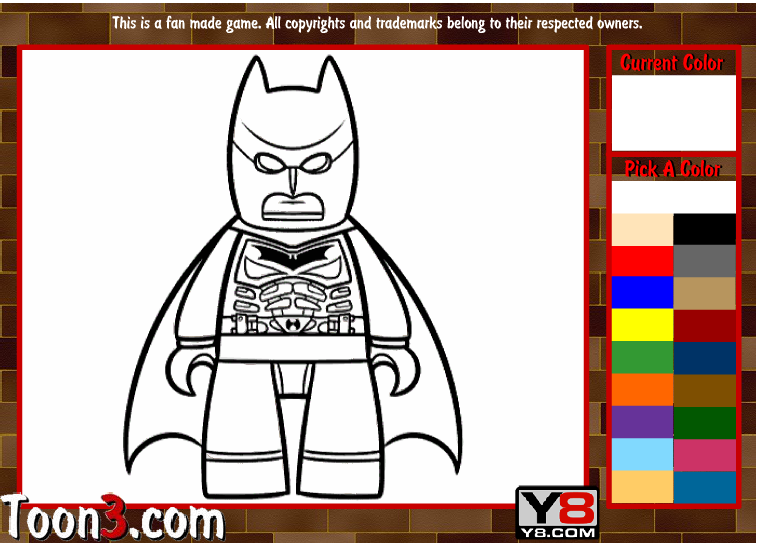 This is a fan made game. All copyrights and trademarks belong to their respected owners.
Current Color
Pick A Color
Toon3.com
Y8
Y8.COM